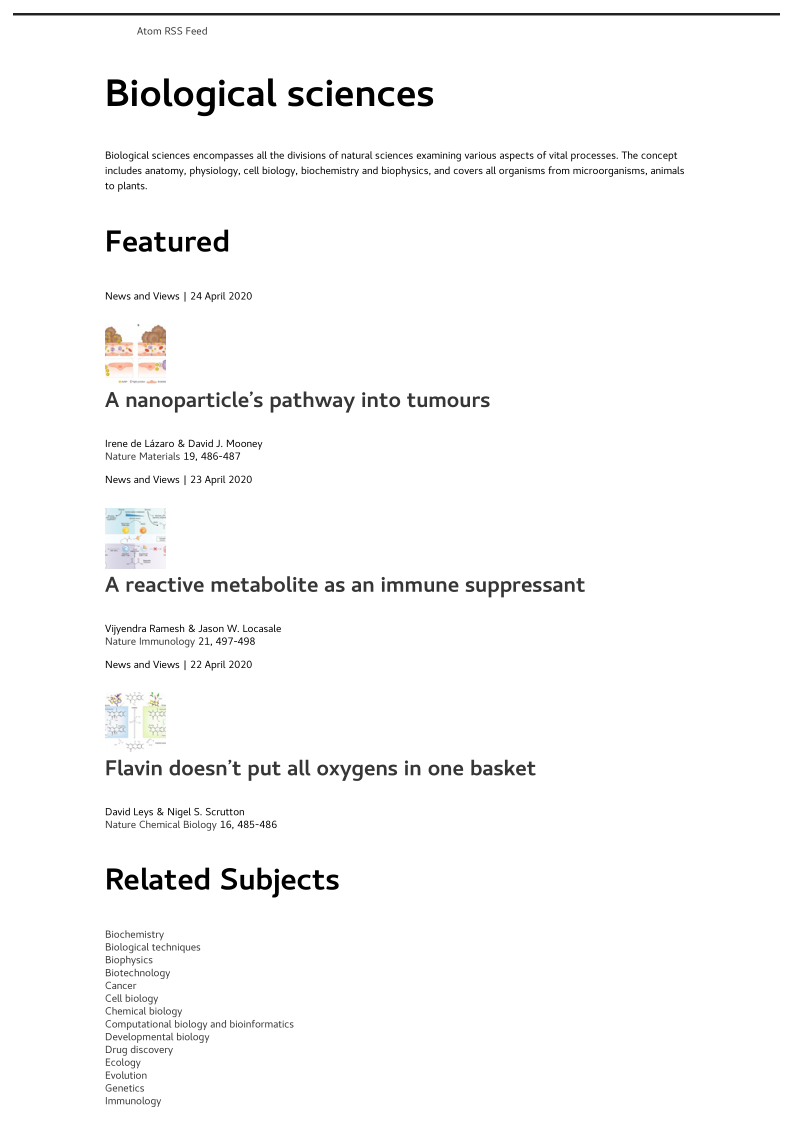 Atom RSS Feed
Biological sciences
Biological sciences encompasses all the divisions of natural sciences examining various aspects of vital processes. The concept
includes anatomy, physiology, cell biology, biochemistry and biophysics, and covers all organisms from microorganisms, animals
to plants.
Featured
News and Views | 24 April 2020
A nanoparticle’s pathway into tumours
Irene de Lázaro & David J. Mooney
Nature Materials 19, 486-487
News and Views | 23 April 2020
A reactive metabolite as an immune suppressant
Vijyendra Ramesh & Jason W. Locasale
Nature Immunology 21, 497-498
News and Views | 22 April 2020
Flavin doesn’t put all oxygens in one basket
David Leys & Nigel S. Scrutton
Nature Chemical Biology 16, 485-486
Related Subjects
Biochemistry
Biological techniques
Biophysics
Biotechnology
Cancer
Cell biology
Chemical biology
Computational biology and bioinformatics
Developmental biology
Drug discovery
Ecology
Evolution
Genetics
Immunology